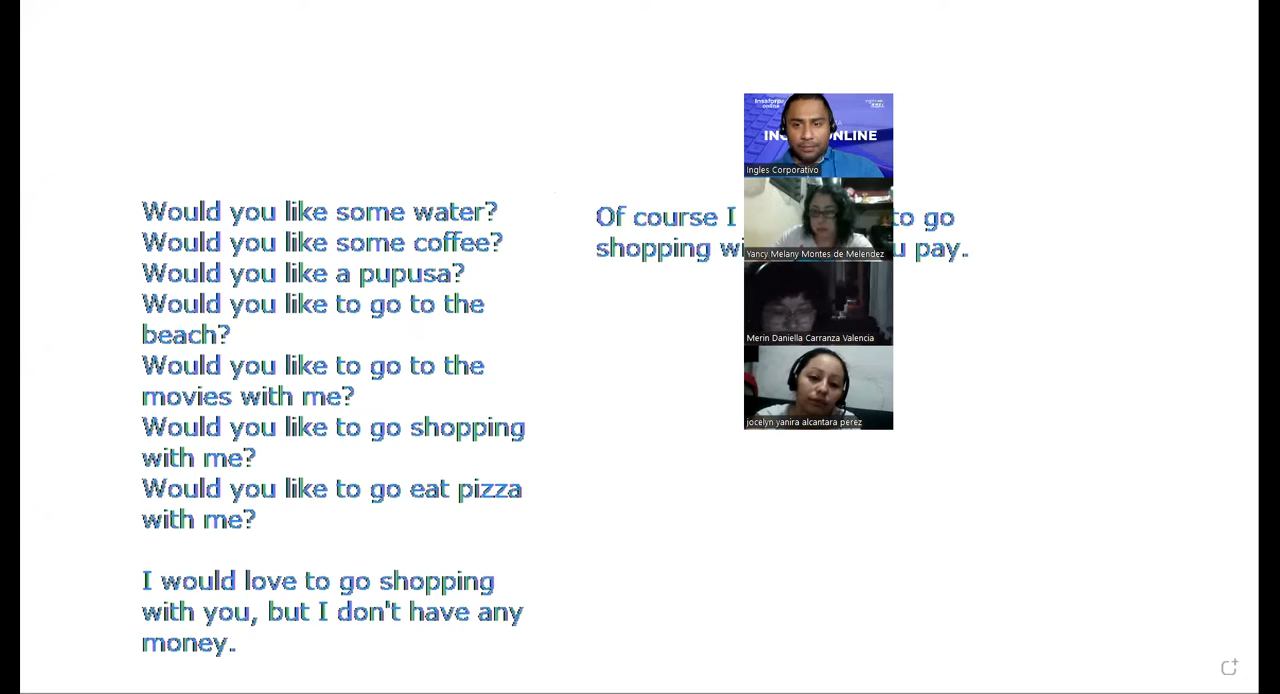 Would you like some water?
Would you like some coffee?
Would you like a pupusa?
Would you like to go to the
beach?
Would you like to go to the
movies with me?
Would you like to go shopping
with me?
Would you like to go eat pizza
with me?
I would love to go shopping
with you, but I don't have any
money.
Of course I to go
shopping pay.
ONLINE
Ingles Corporativo
Yancy Melany Montes de Melendez
Merin Daniella Carranza Valencia
jocelyn yanira alcantara perez